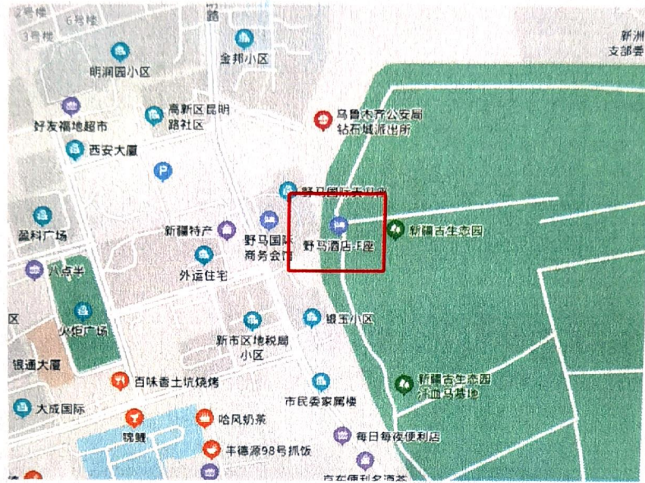 2号楼
6号楼
3号楼
明路
新洲
支部委
明润园小区
金邦小区
好友福地超市
高新区昆明
路社区
乌鲁木齐公安局
钻石城派出所
西安大厦
P
盈科广场
新疆特产
野马国际
商务会馆
野马酒店E座
新疆古生态园
八点半
外运住宅
火炬广场
区
新市区地税局
小区
银玉小区
银通大厦
百味香土坑烧烤
市民委家属楼
新疆古生态园
汗血马基地
大成国际
锦鲤
哈风奶茶
丰德源98号抓饭
每日每夜便利店